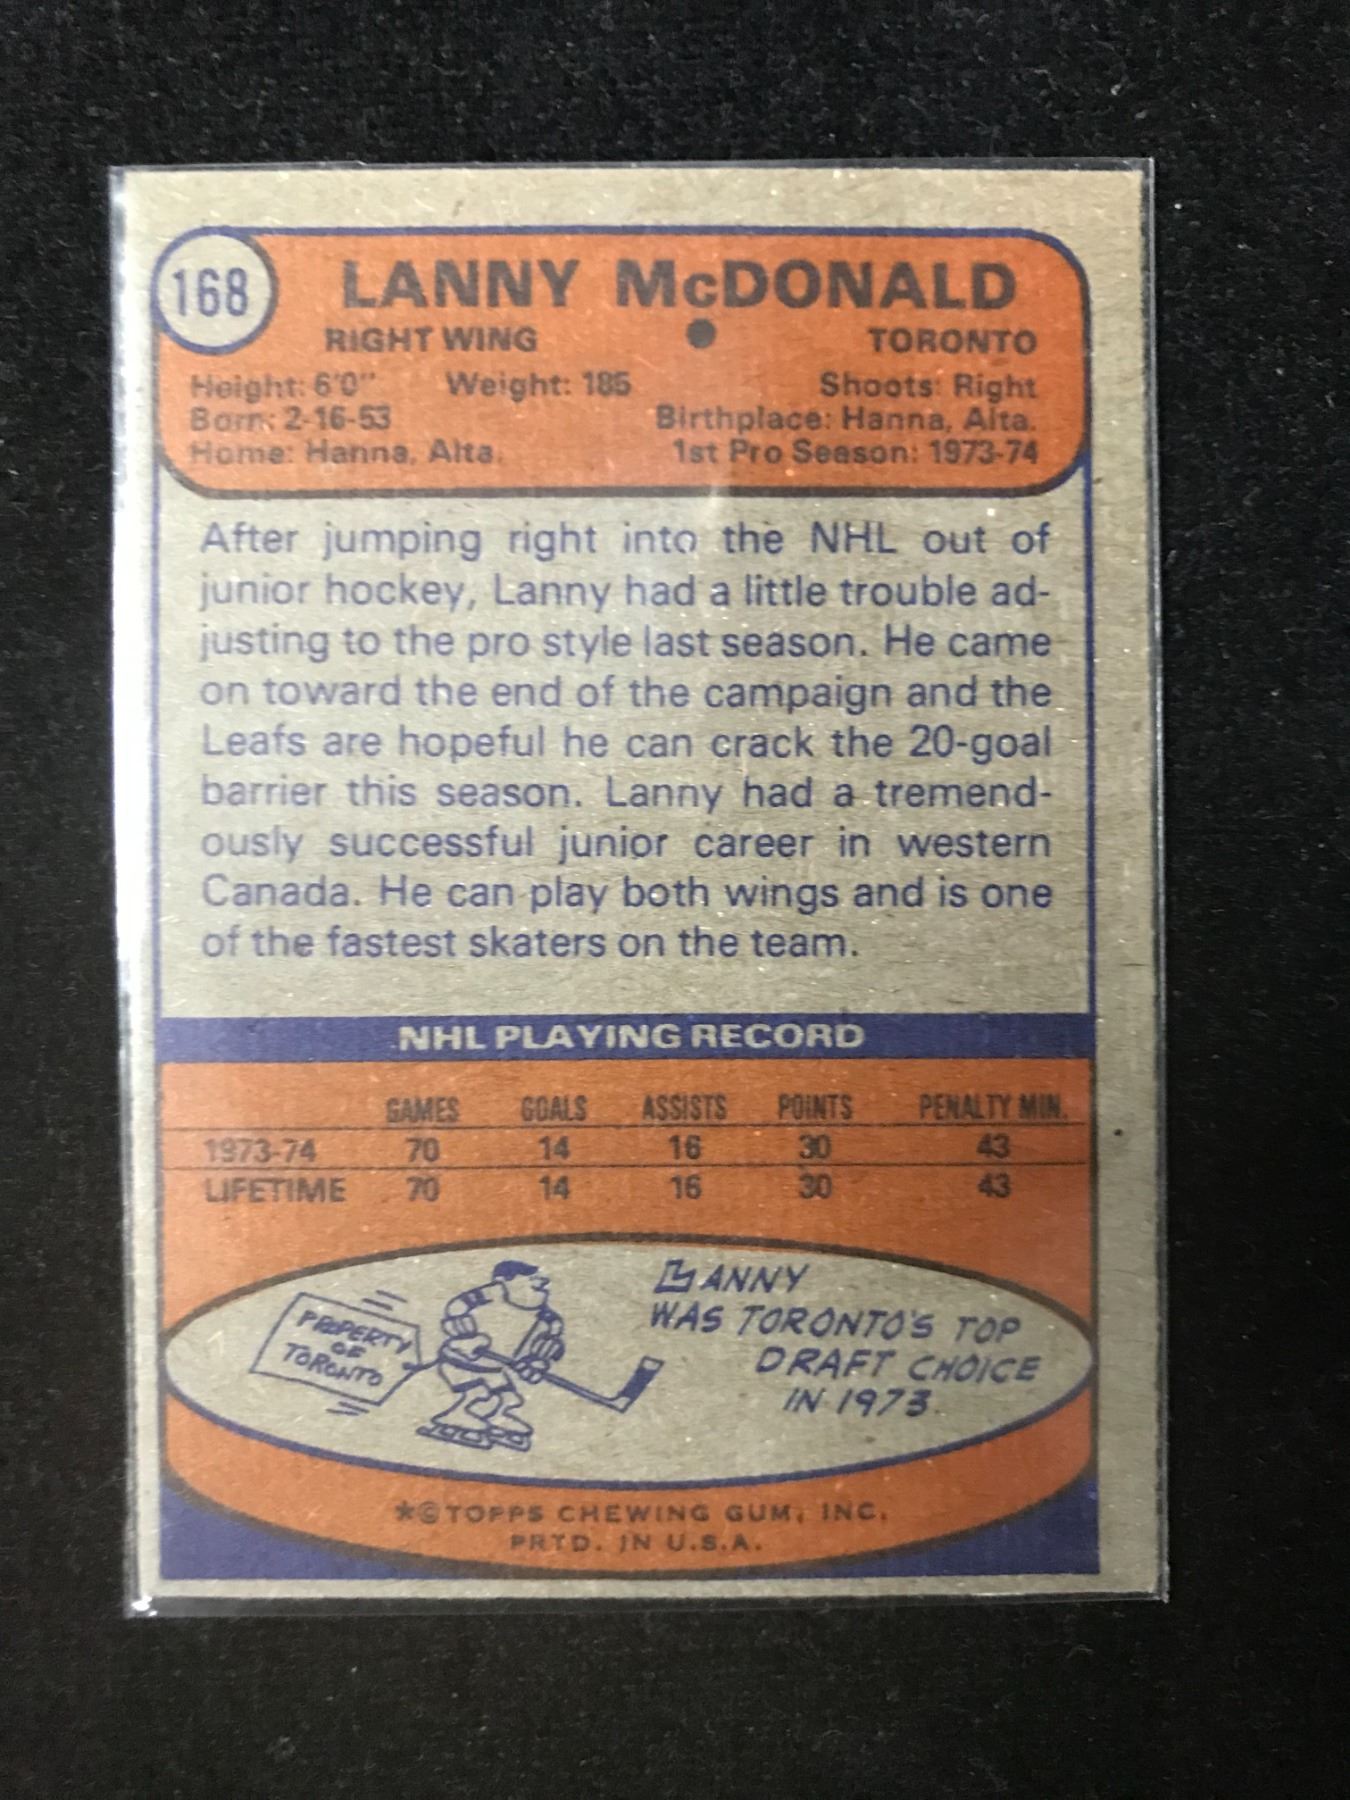 168
LANNY McDONALD
RIGHT WING • TORONTO
Height: 6'0" Weight: 185 Shoots: Right
Born: 2-16-53 Birthplace: Hanna, Alta.
Home: Hanna, Alta. 1st Pro Season: 1973-74
After jumping right into the NHL out of
junior hockey, Lanny had a little trouble ad-
justing to the pro style last season. He came
on toward the end of the campaign and the
Leafs are hopeful he can crack the 20-goal
barrier this season. Lanny had a tremend-
ously successful junior career in western
Canada. He can play both wings and is one
of the fastest skaters on the team.
NHL PLAYING RECORD
GAMES GOALS ASSISTS POINTS PENALTY MIN.
1973-74 70 14 16 30 43
LIFETIME 70 14 16 30 43
PROPERTY
OF
TORONTO
LANNY
WAS TORONTO'S TOP
DRAFT CHOICE
IN 1973.
*© TOPPS CHEWING GUM, INC.
PRTD. IN U.S.A.